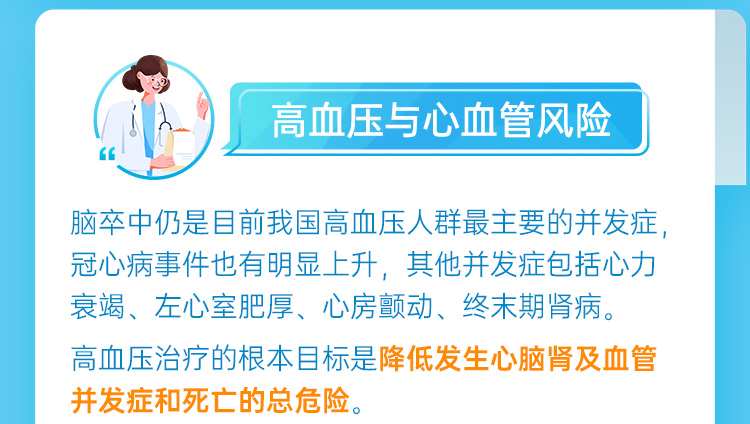 高血压与心血管风险
脑卒中仍是目前我国高血压人群最主要的并发症，
冠心病事件也有明显上升，其他并发症包括心力
衰竭、左心室肥厚、心房颤动、终末期肾病。
高血压治疗的根本目标是降低发生心脑肾及血管
并发症和死亡的总危险。